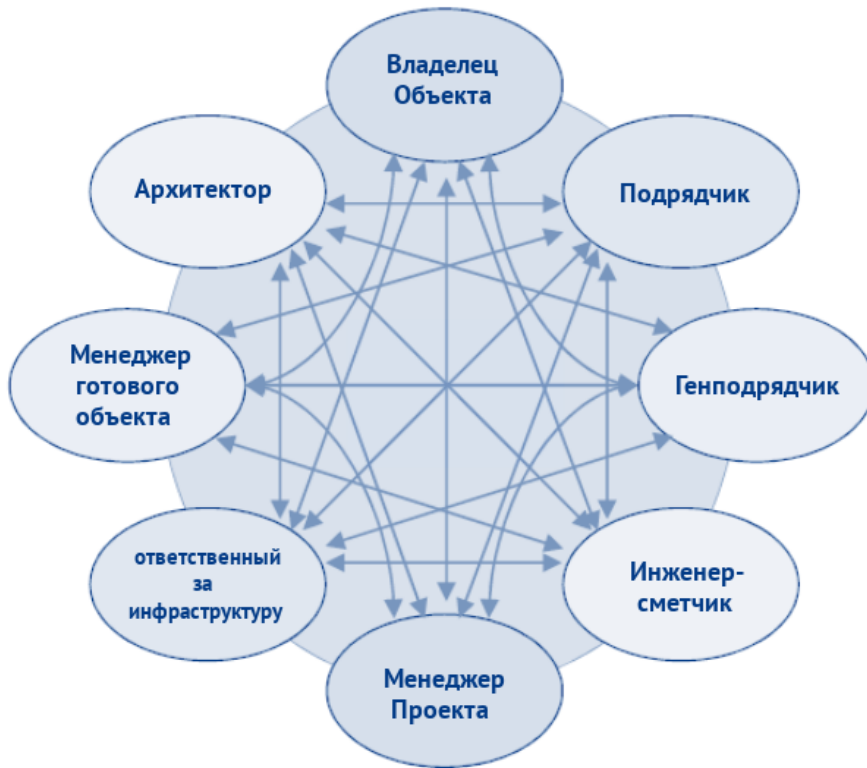 Владелец
Объекта
Архитектор
Подрядчик
Менеджер
готового
объекта
Генподрядчик
ответственный
за
инфраструктуру
Инженер-
сметчик
Менеджер
Проекта